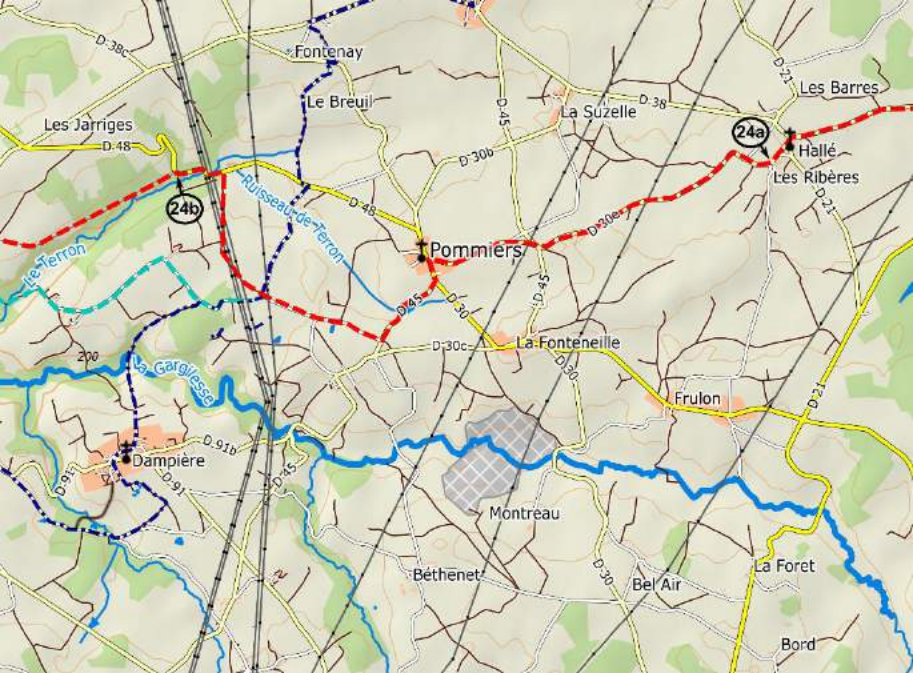 D-38c
Fontenay
D-21
Les Barres
Le Breuil
D-45
D-38
La Suzelle
Les Jarriges
D-48
24a
Hallé
D-30b
Les Ribères
24b
Ruisseau-de-Terron
D-48
D-21
D-30e
Le Terron
Pommiers
D-45
D-45
D-30
D-30c
La Fonteneille
200
La Gargilesse
D-30
D-21
Frulon
D-91b
Dampière
D-91
D-91
D-45
Montreau
La Foret
Béthenet
D-30
Bel Air
Bord